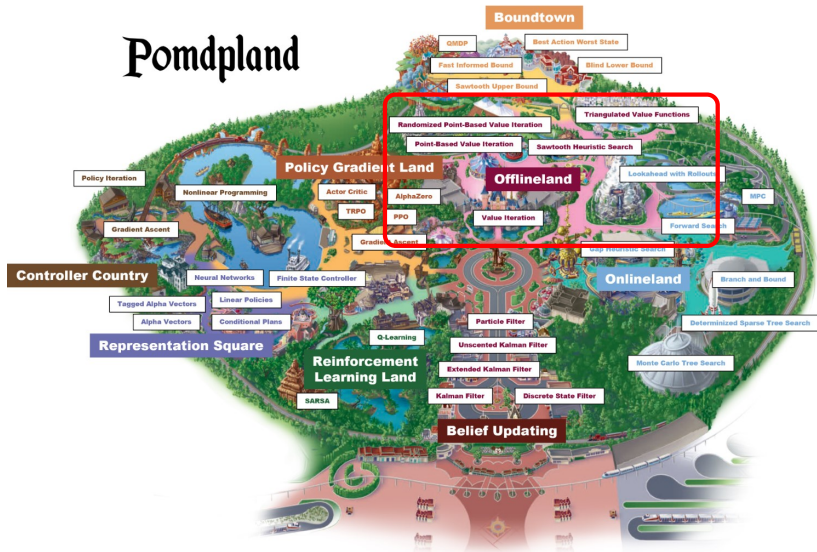 Boundtown
Pomdpland
QMDP
Best Action Worst State
Fast Informed Bound
Blind Lower Bound
Sawtooth Upper Bound
Triangulated Value Functions
Randomized Point-Based Value Iteration
Point-Based Value Iteration
Sawtooth Heuristic Search
Policy Gradient Land
Offlineland
Lookahead with Rollouts
Policy Iteration
Nonlinear Programming
Actor Critic
AlphaZero
MPC
TRPO
PPO
Value Iteration
Forward Search
Gradient Ascent
Gradient Ascent
Gap Heuristic Search
Controller Country
Neural Networks
Finite State Controller
Onlineland
Branch and Bound
Tagged Alpha Vectors
Linear Policies
Alpha Vectors
Conditional Plans
Particle Filter
Determinized Sparse Tree Search
Representation Square
Q-Learning
Unscented Kalman Filter
Reinforcement
Learning Land
Extended Kalman Filter
Monte Carlo Tree Search
SARSA
Kalman Filter
Discrete State Filter
Belief Updating